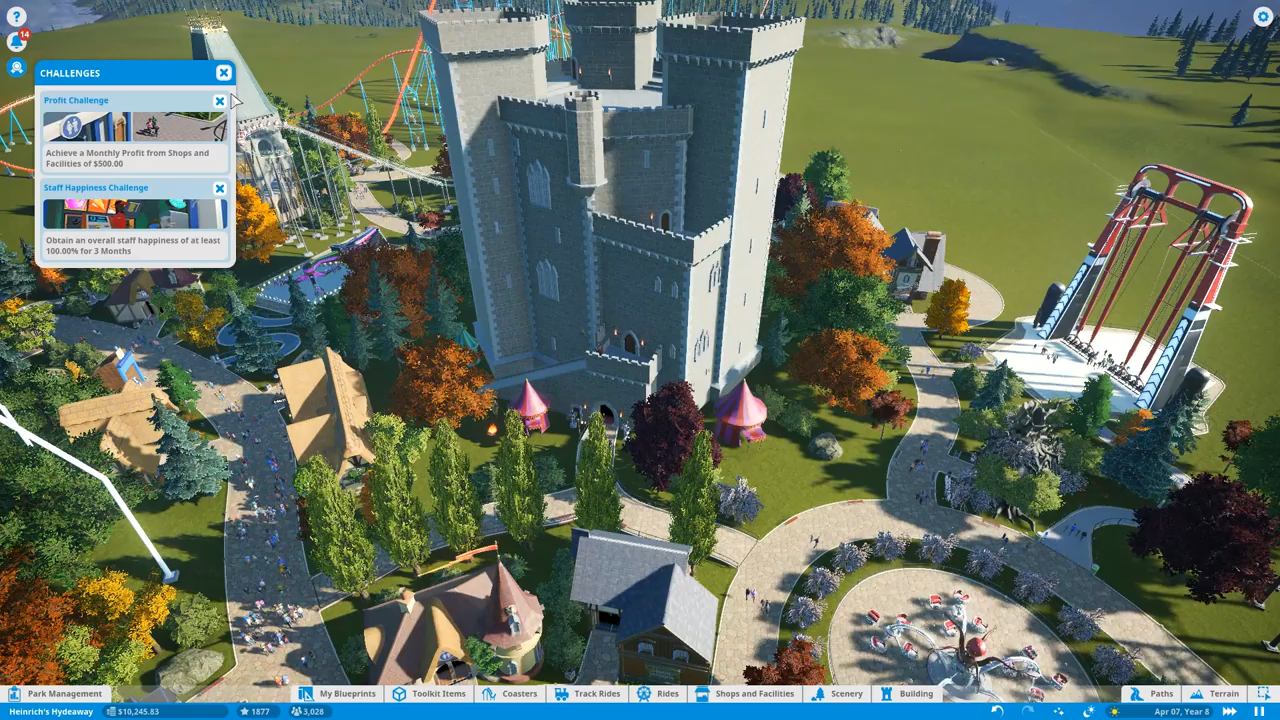 ?
14
CHALLENGES
Profit Challenge
Achieve a Monthly Profit from Shops and
Facilities of $500.00
Staff Happiness Challenge
Obtain an overall staff happiness of at least
100.00% for 3 Months
Park Management
My Blueprints
Toolkit Items
Coasters
Track Rides
Rides
Shops and Facilities
Scenery
Building
Paths
Terrain
Heinrich's Hydeaway
$10,245.83
1877
3,028
Apr 07, Year 8